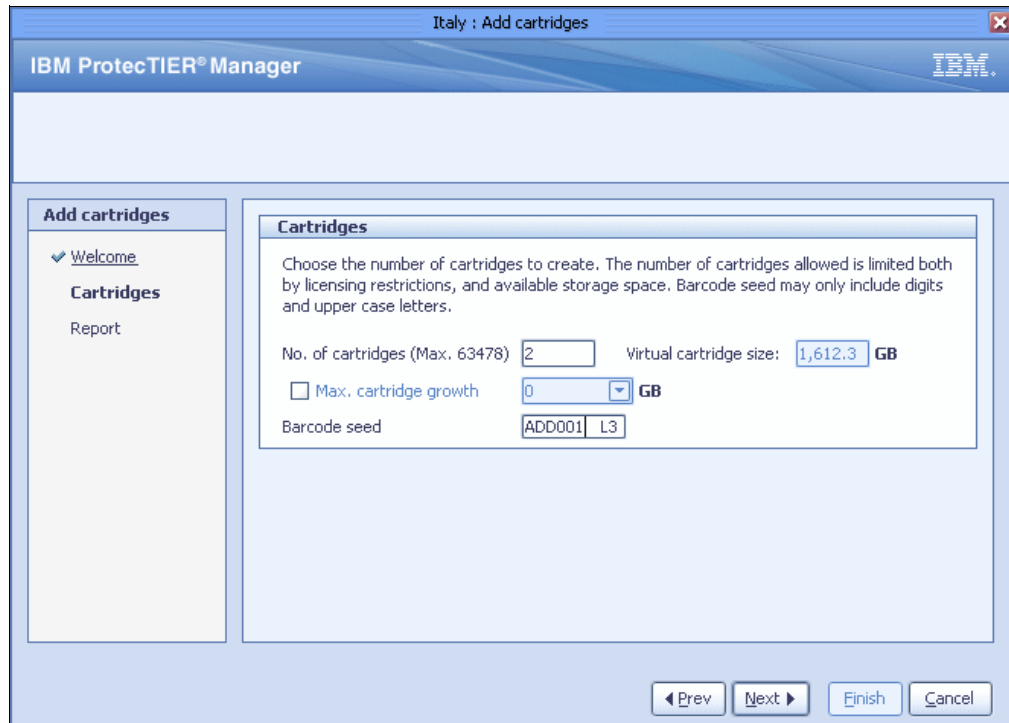 Italy : Add cartridges
IBM ProtecTIER® Manager
IBM.
Add cartridges
Welcome
Cartridges
Report
Cartridges
Choose the number of cartridges to create. The number of cartridges allowed is limited both
by licensing restrictions, and available storage space. Barcode seed may only include digits
and upper case letters.
No. of cartridges (Max. 63478) 2 Virtual cartridge size: 1,612.3 GB
Max. cartridge growth 0 GB
Barcode seed ADD001 L3
Prev Next Finish Cancel